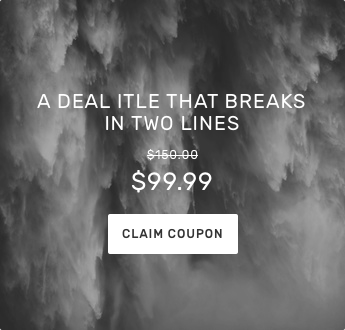 A DEAL ITLE THAT BREAKS
IN TWO LINES
$150.00
$99.99
CLAIM COUPON